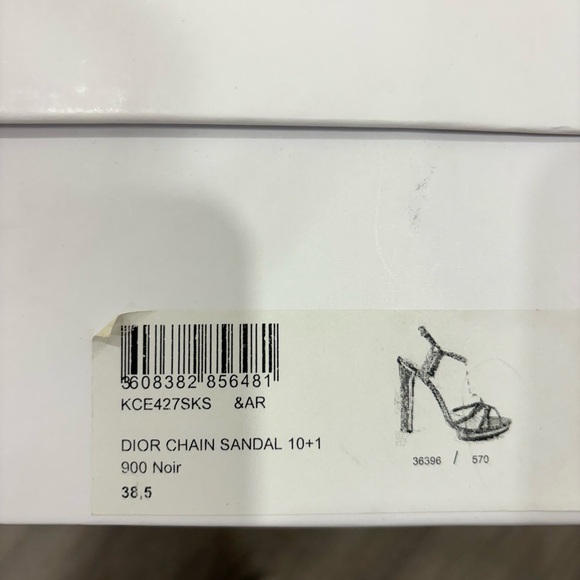 3608382 856481
KCE427SKS &AR
DIOR CHAIN SANDAL 10+1
900 Noir
38,5
36396 / 570